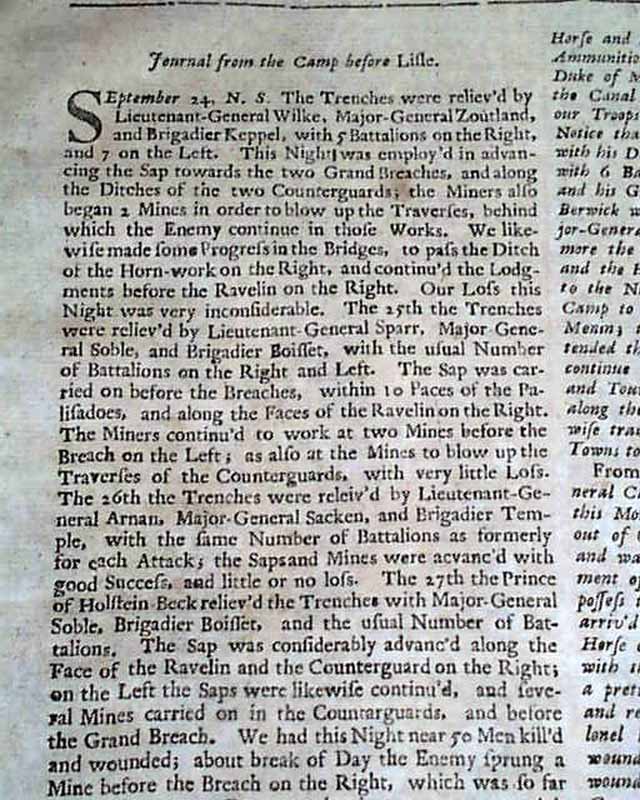 Journal from the Camp before Liſle.
SEptember 24, N. S. The Trenches were reliev'd by
Lieutenant-General Wilke, Major-General Zoutland,
and Brigadier Keppel, with 5 Battalions on the Right,
and 7 on the Left. This Night was employ'd in advan-
cing the Sap towards the two Grand Breaches, and along
the Ditches of the two Counterguards; the Miners alſo
began 2 Mines in order to blow up the Traverſes, behind
which the Enemy continue in thoſe Works. We like-
wiſe made ſome Progreſs in the Bridges, to paſs the Ditch
of the Horn-work on the Right, and continu'd the Lodg-
ments before the Ravelin on the Right. Our Loſs this
Night was very inconſiderable. The 25th the Trenches
were reliev'd by Lieutenant-General Sparr, Major-Gene-
ral Soble, and Brigadier Boiſſet, with the uſual Number
of Battalions on the Right and Left. The Sap was car-
ried on before the Breaches, within 10 Paces of the Pa-
liſadoes, and along the Faces of the Ravelin on the Right.
The Miners continu'd to work at two Mines before the
Breach on the Left; as alſo at the Mines to blow up the
Traverſes of the Counterguards, with very little Loſs.
The 26th the Trenches were releiv'd by Lieutenant-Ge-
neral Arnan, Major-General Sacken, and Brigadier Tem-
ple, with the ſame Number of Battalions as formerly
for each Attack; the Saps and Mines were acvanc'd with
good Succeſs, and little or no loſs. The 27th the Prince
of Holſtein-Beck reliev'd the Trenches with Major-General
Soble, Brigadier Boiſſet, and the uſual Number of Bat-
talions. The Sap was conſiderably advanc'd along the
Face of the Ravelin and the Counterguard on the Right;
on the Left the Saps were likewiſe continu'd, and ſeve-
ral Mines carried on in the Countarguards, and before
the Grand Breach. We had this Night near 50 Men kill'd
and wounded; about break of Day the Enemy ſprung a
Mine before the Breach on the Right, which was ſo far
Horſe and
Ammunitio
Duke of M
the Canal
our Troops
Notice tha
with his D
with 6 Ba
and his G
Berwick w
jor-Genera
more the
and the H
to the N
Camp to
Menin; t
tended th
continue
and Tour
along the
wiſe trav
Towns to
From
neral C
this Mo
out of
and wa
ment of
poſſeſs t
arriv'd
Horſe
with th
a preti
and re
lonel
wound
wound